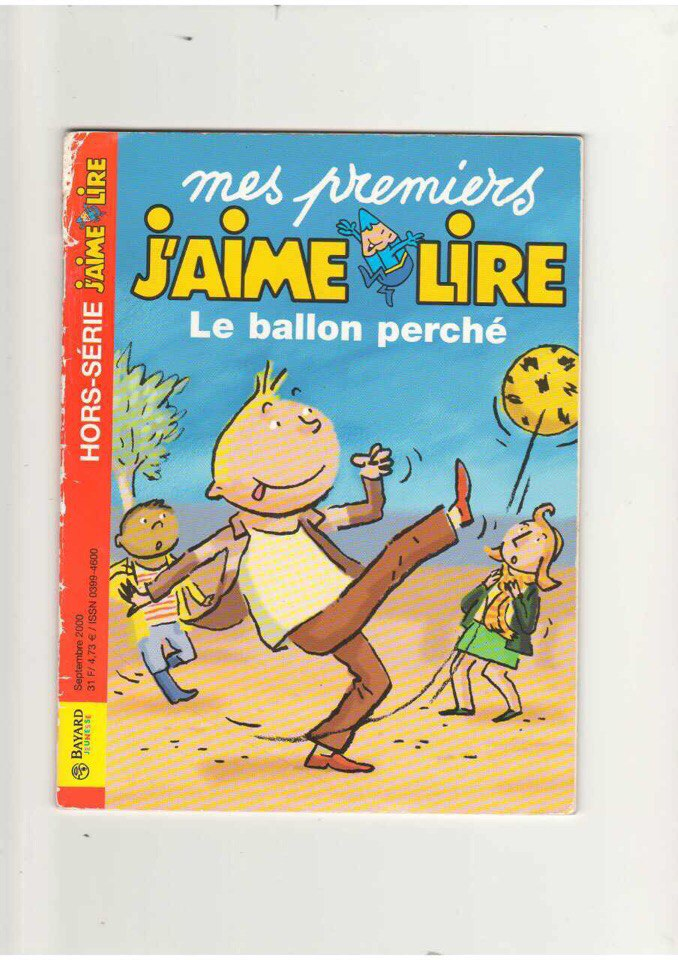 mes premiers
J'AIME LIRE
Le ballon perché
HORS-SÉRIE J'AIME LIRE
Septembre 2000
31 F/ 4,73 € / ISSN 0399-4600
BAYARD
JEUNESSE